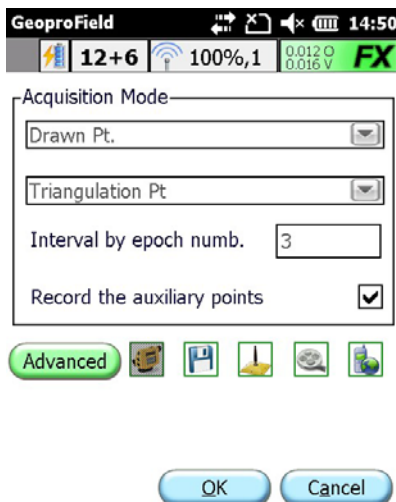 GeoproField 14:50
12+6 100%,1 0.012 O FX
0.016 V
Acquisition Mode
Drawn Pt.
Triangulation Pt
Interval by epoch numb. 3
Record the auxiliary points
Advanced
OK Cancel